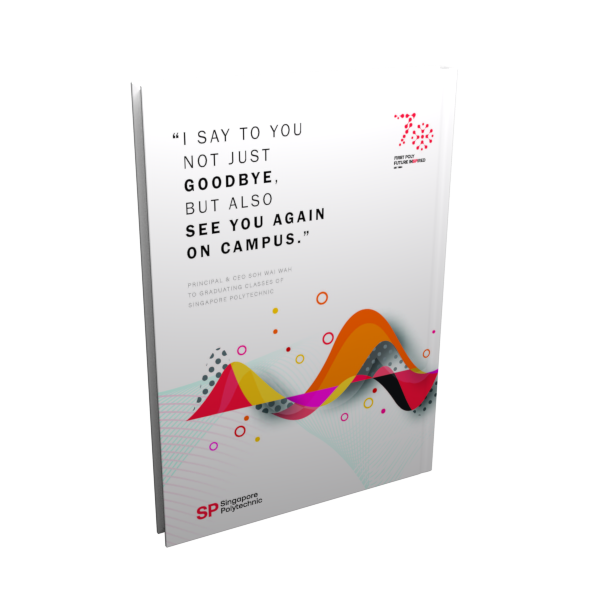 “I SAY TO YOU
NOT JUST
GOODBYE,
BUT ALSO
SEE YOU AGAIN
ON CAMPUS.”
PRINCIPAL & CEO SOH WAI WAH
TO GRADUATING CLASSES OF
SINGAPORE POLYTECHNIC
70
FIRST POLY
FUTURE INSPIRED
SP Singapore
Polytechnic